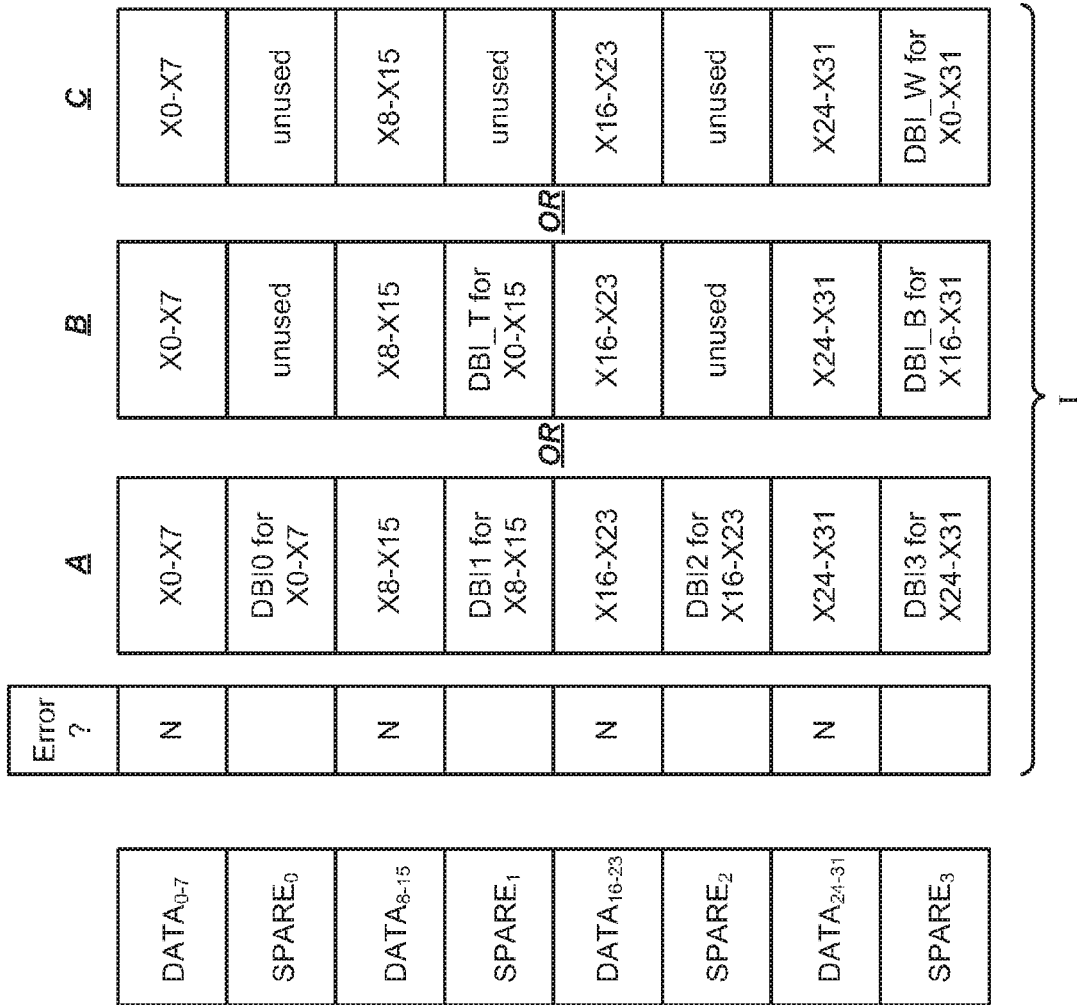 DATA0-7
SPARE0
DATA8-15
SPARE1
DATA16-23
SPARE2
DATA24-31
SPARE3
Error
?
N
N
N
N
A
X0-X7
DBI0 for
X0-X7
X8-X15
DBI1 for
X8-X15
X16-X23
DBI2 for
X16-X23
X24-X31
DBI3 for
X24-X31
OR
B
X0-X7
unused
X8-X15
DBI_T for
X0-X15
X16-X23
unused
X24-X31
DBI_B for
X16-X31
OR
C
X0-X7
unused
X8-X15
unused
X16-X23
unused
X24-X31
DBI_W for
X0-X31
I